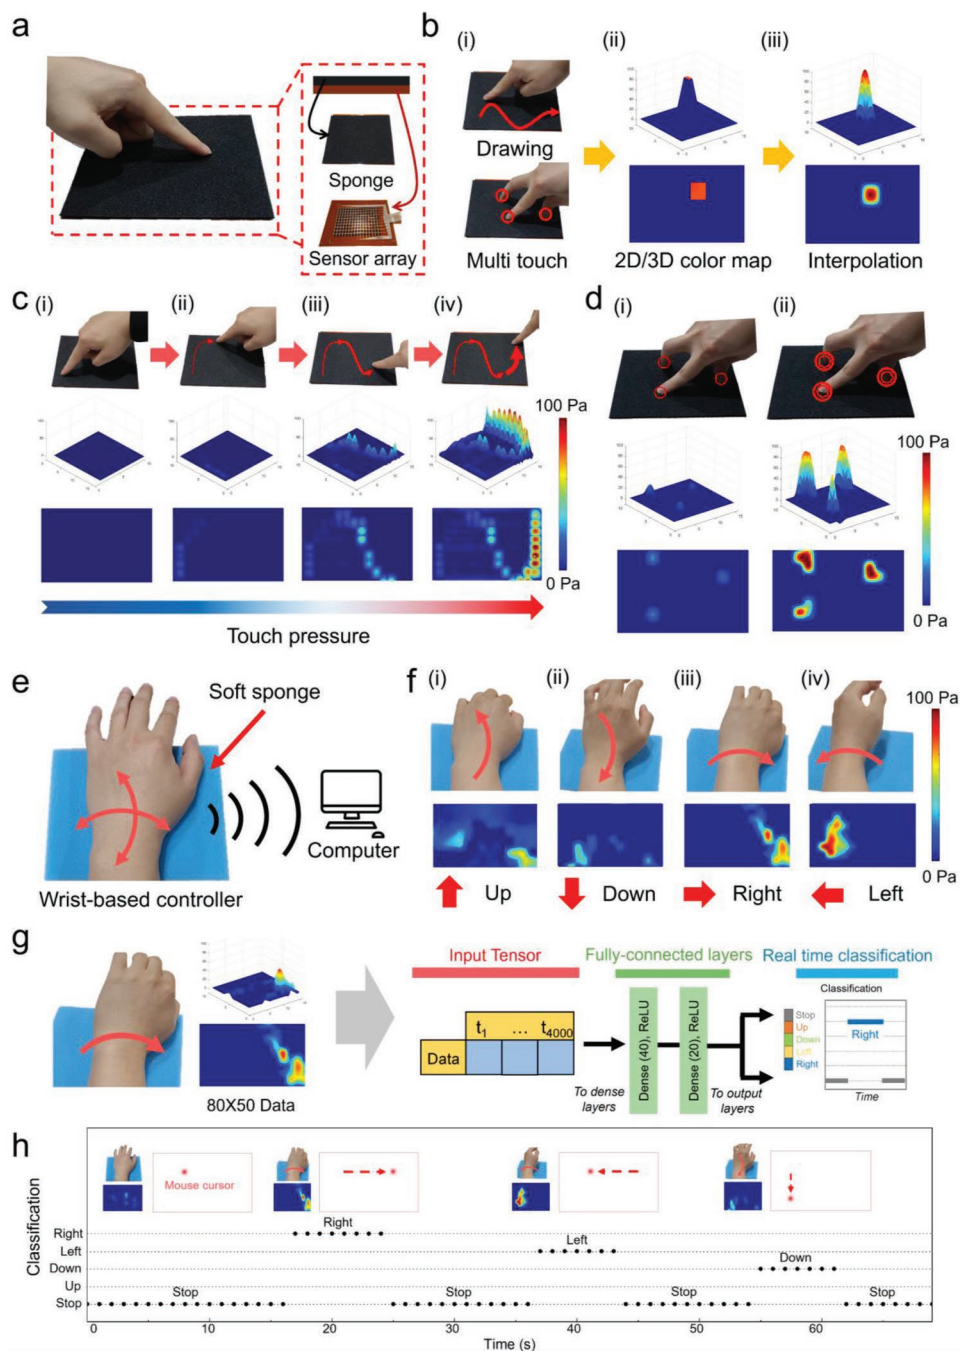 a
Sponge
Sensor array
b
(i)
(ii)
(iii)
Drawing
Multi touch
2D/3D color map
Interpolation
c
(i)
(ii)
(iii)
(iv)
100 Pa
0 Pa
Touch pressure
d
(i)
(ii)
100 Pa
0 Pa
e
Soft sponge
Computer
Wrist-based controller
f
(i)
(ii)
(iii)
(iv)
100 Pa
0 Pa
Up
Down
Right
Left
g
80X50 Data
Input Tensor
t1 ... t4000
Data
To dense
layers
Fully-connected layers
Dense (40), ReLU
Dense (20), ReLU
To output
layers
Real time classification
Classification
Stop
Up
Down
Left
Right
Right
Time
h
Mouse cursor
Classification
Right
Left
Down
Up
Stop
Right
Left
Down
Stop
Stop
Stop
Stop
0 10 20 30 40 50 60
Time (s)